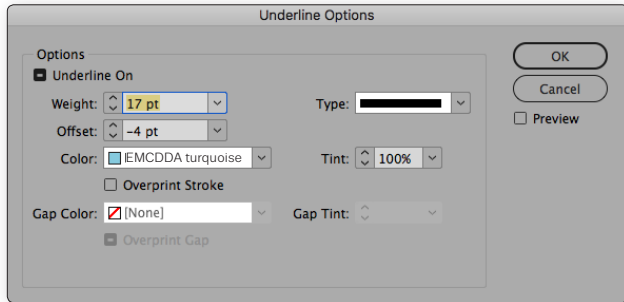 Underline Options
Options
Underline On
Weight: 17 pt Type:
Offset: –4 pt
Color: EMCDDA turquoise Tint: 100%
Overprint Stroke
Gap Color: [None] Gap Tint:
Overprint Gap
OK
Cancel
Preview